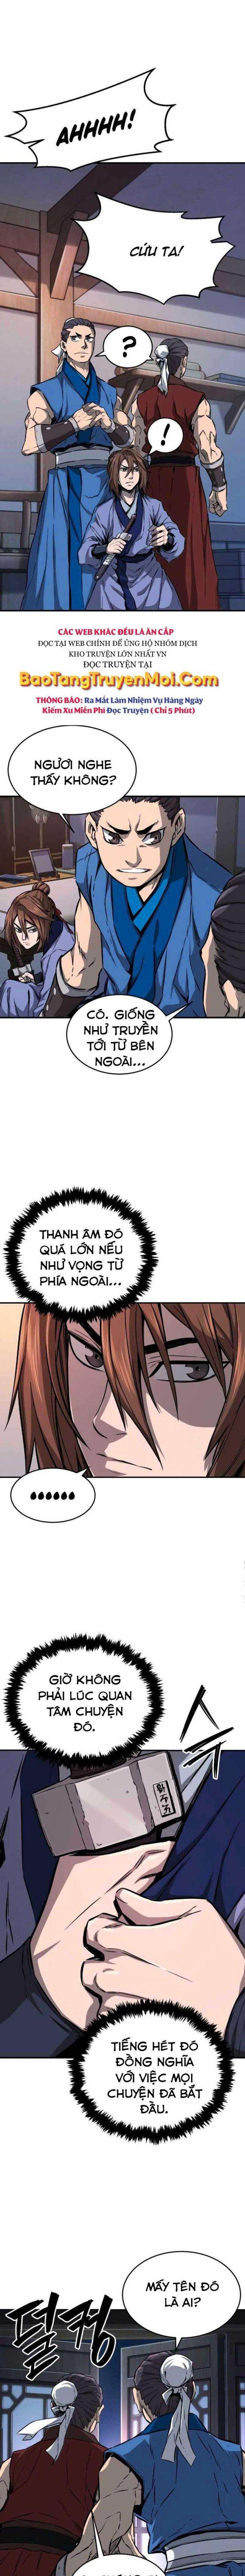 AHHHH!
CỨU TA!
?
!
CÁC WEB KHÁC ĐỀU LÀ ĂN CẮP
ĐỌC TẠI WEB CHÍNH ĐỂ ỦNG HỘ NHÓM DỊCH
KHO TRUYỆN LỚN NHẤT VN
ĐỌC TRUYỆN TẠI
BaoTangTruyenMoi.Com
THÔNG BÁO: Ra Mắt Làm Nhiệm Vụ Hàng Ngày
Kiếm Xu Miễn Phí Đọc Truyện ( Chỉ 5 Phút)
NGƯƠI NGHE
THẤY KHÔNG?
CÓ. GIỐNG
NHƯ TRUYỀN
TỚI TỪ BÊN
NGOÀI...
THANH ÂM ĐÓ
QUÁ LỚN NẾU
NHƯ VỌNG TỪ
PHÍA NGOÀI...
GIỜ KHÔNG
PHẢI LÚC QUAN
TÂM CHUYỆN
ĐÓ.
TIẾNG HÉT ĐÓ
ĐỒNG NGHĨA
VỚI VIỆC MỌI
CHUYỆN ĐÃ BẮT
ĐẦU.
MẤY TÊN ĐÓ
LÀ AI?
덜컹